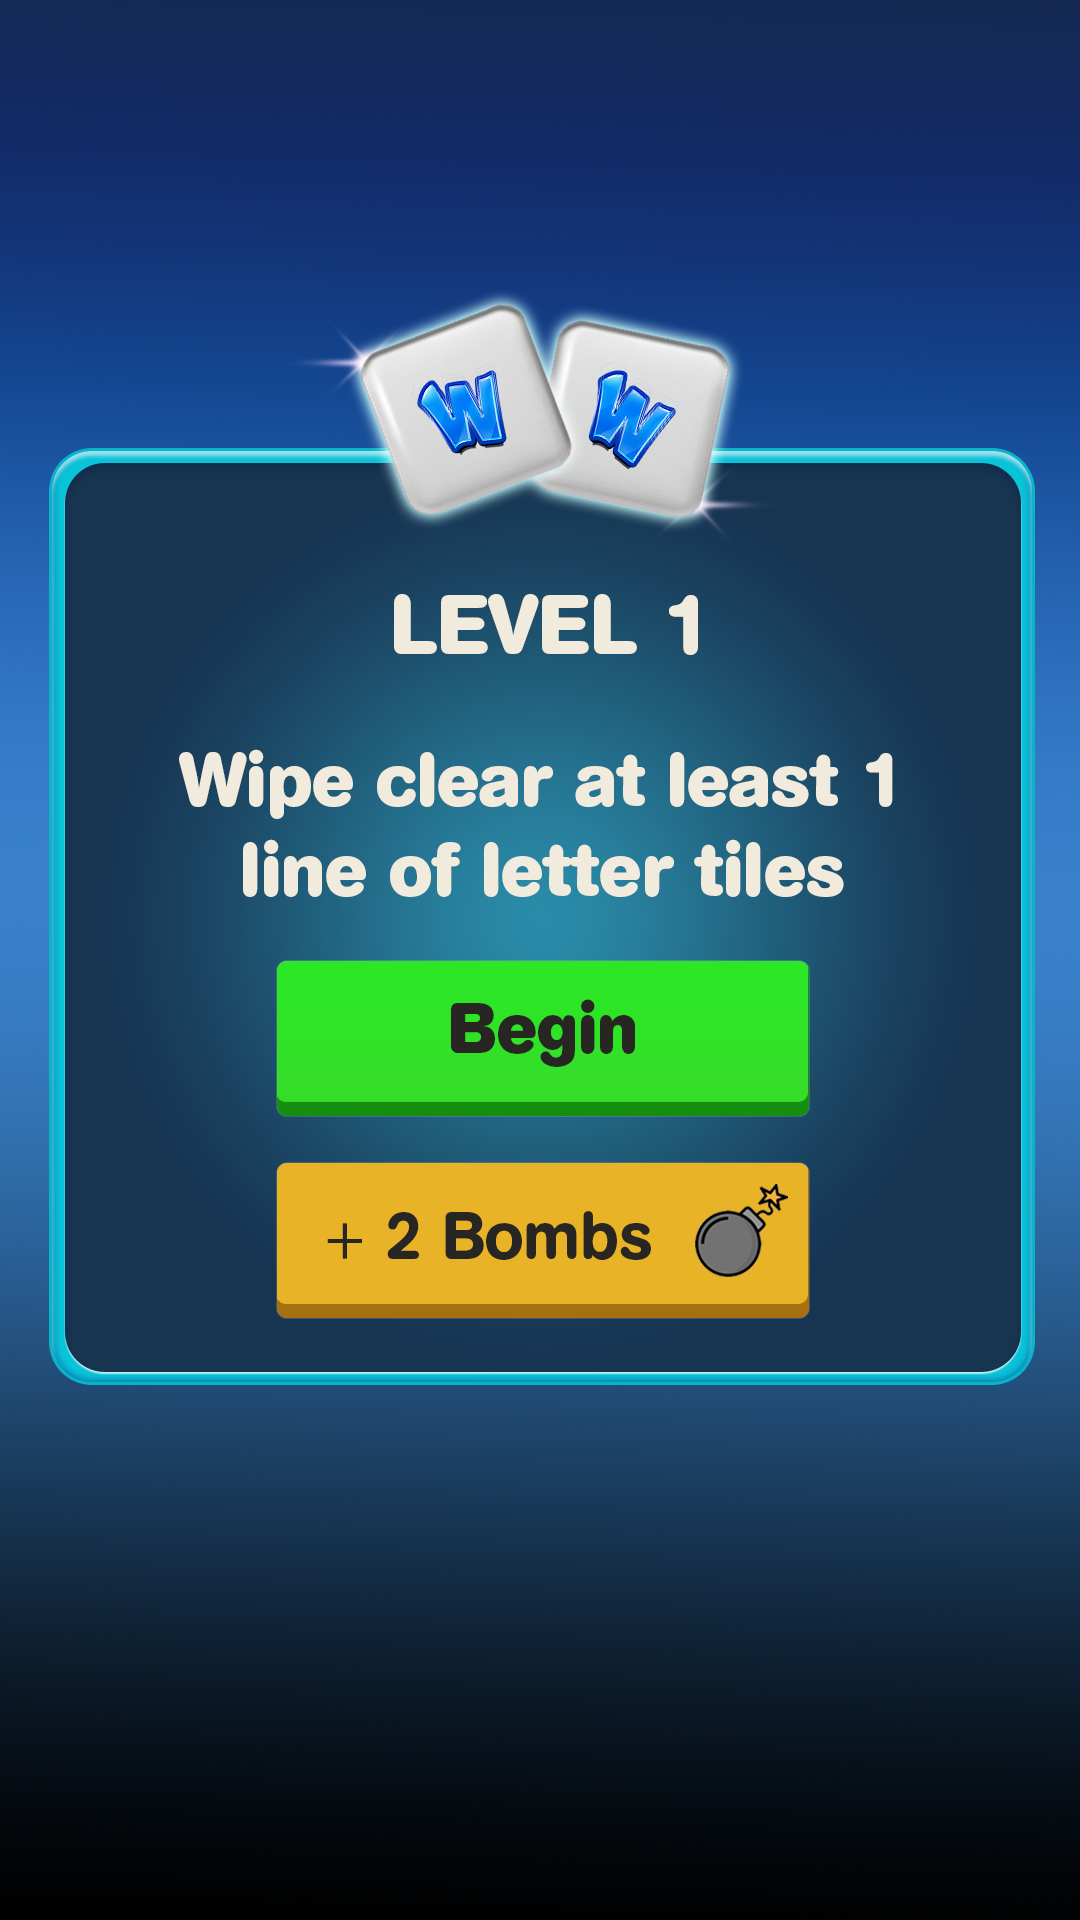 W W
LEVEL 1
Wipe clear at least 1
line of letter tiles
Begin
+ 2 Bombs